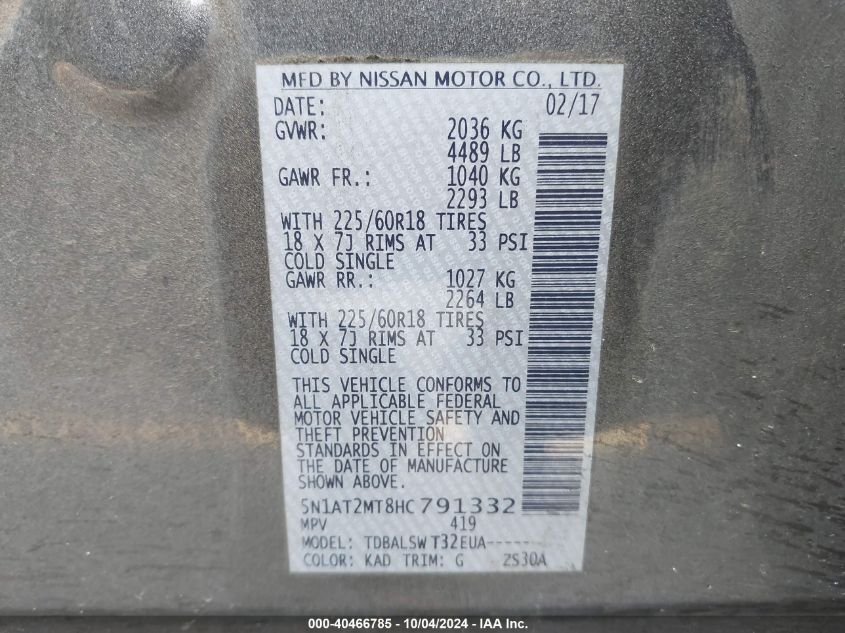 MFD BY NISSAN MOTOR CO., LTD.
DATE: 02/17
GVWR: 2036 KG
4489 LB
GAWR FR.: 1040 KG
2293 LB
WITH 225/60R18 TIRES
18 X 7J RIMS AT 33 PSI
COLD SINGLE
GAWR RR.: 1027 KG
2264 LB
WITH 225/60R18 TIRES
18 X 7J RIMS AT 33 PSI
COLD SINGLE
THIS VEHICLE CONFORMS TO
ALL APPLICABLE FEDERAL
MOTOR VEHICLE SAFETY AND
THEFT PREVENTION
STANDARDS IN EFFECT ON
THE DATE OF MANUFACTURE
SHOWN ABOVE.
5N1AT2MT8HC791332
MPV 419
MODEL: TDBALSW T32EUA------
COLOR: KAD TRIM: G ZS30A
000-40466785 - 10/04/2024 - IAA Inc.